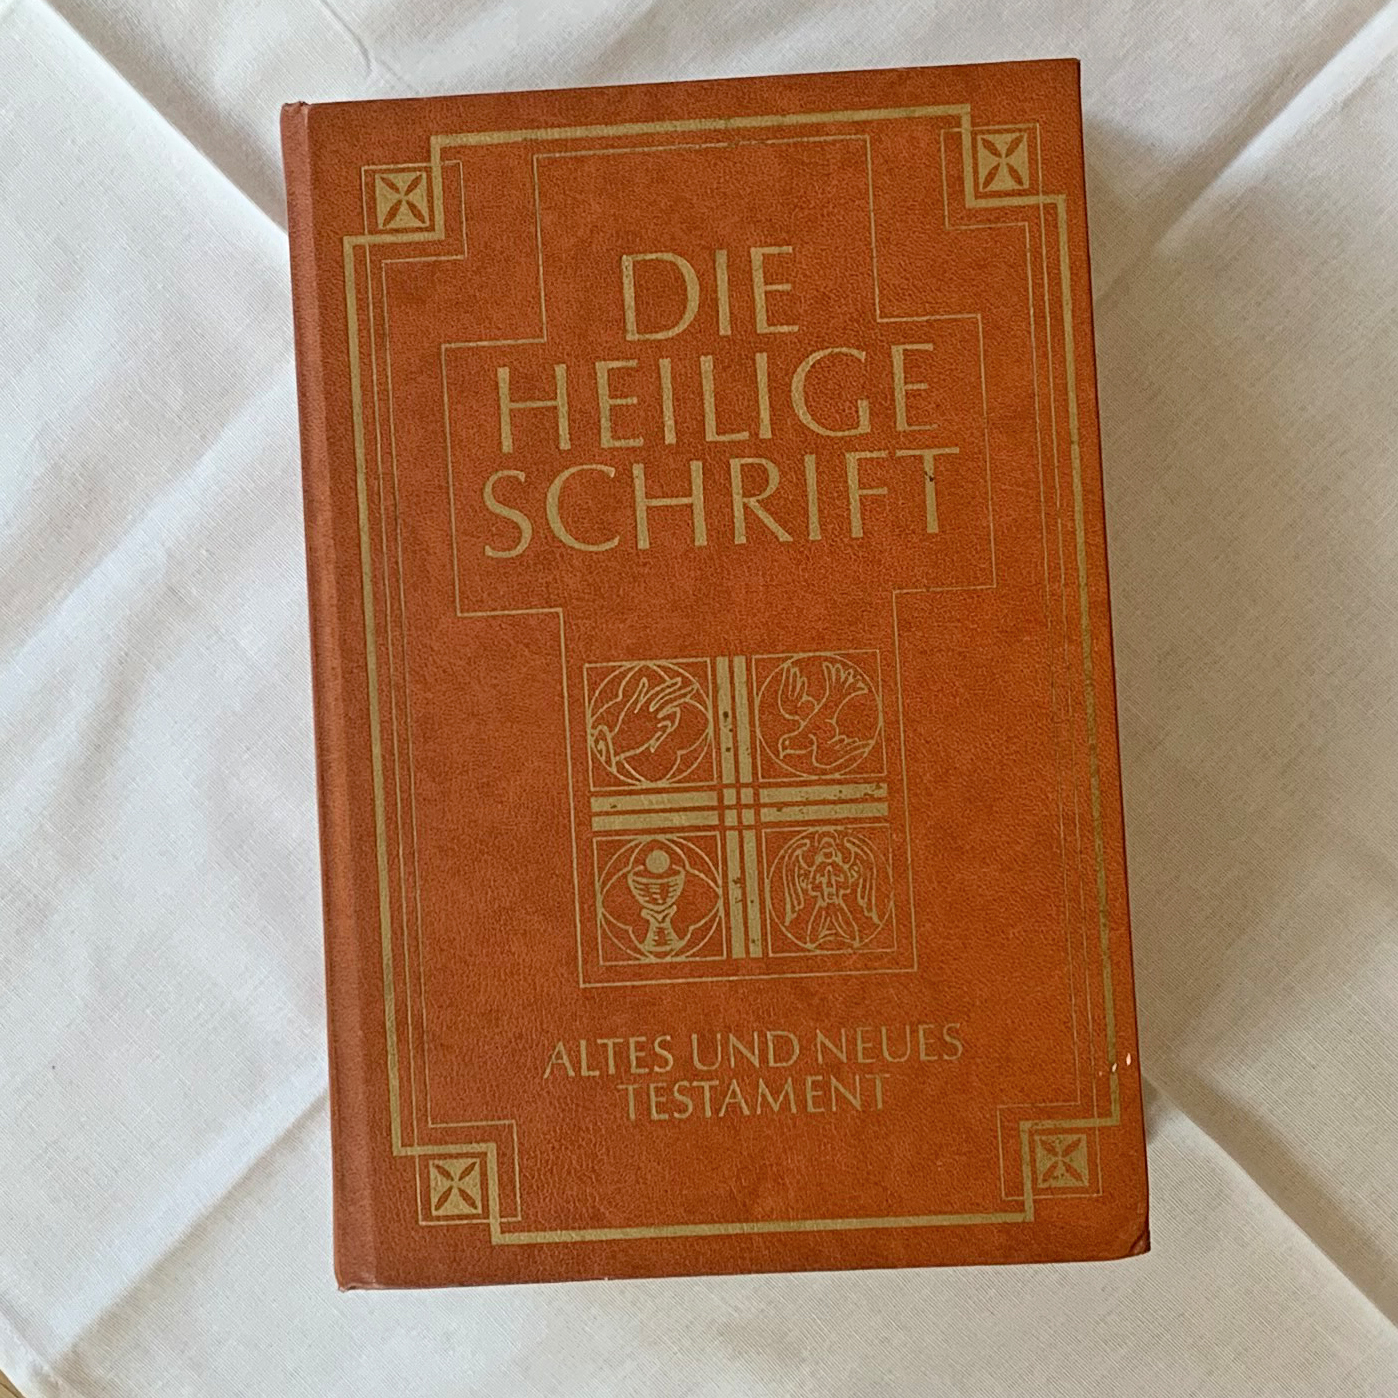 DIE
HEILIGE
SCHRIFT
ALTES UND NEUES
TESTAMENT